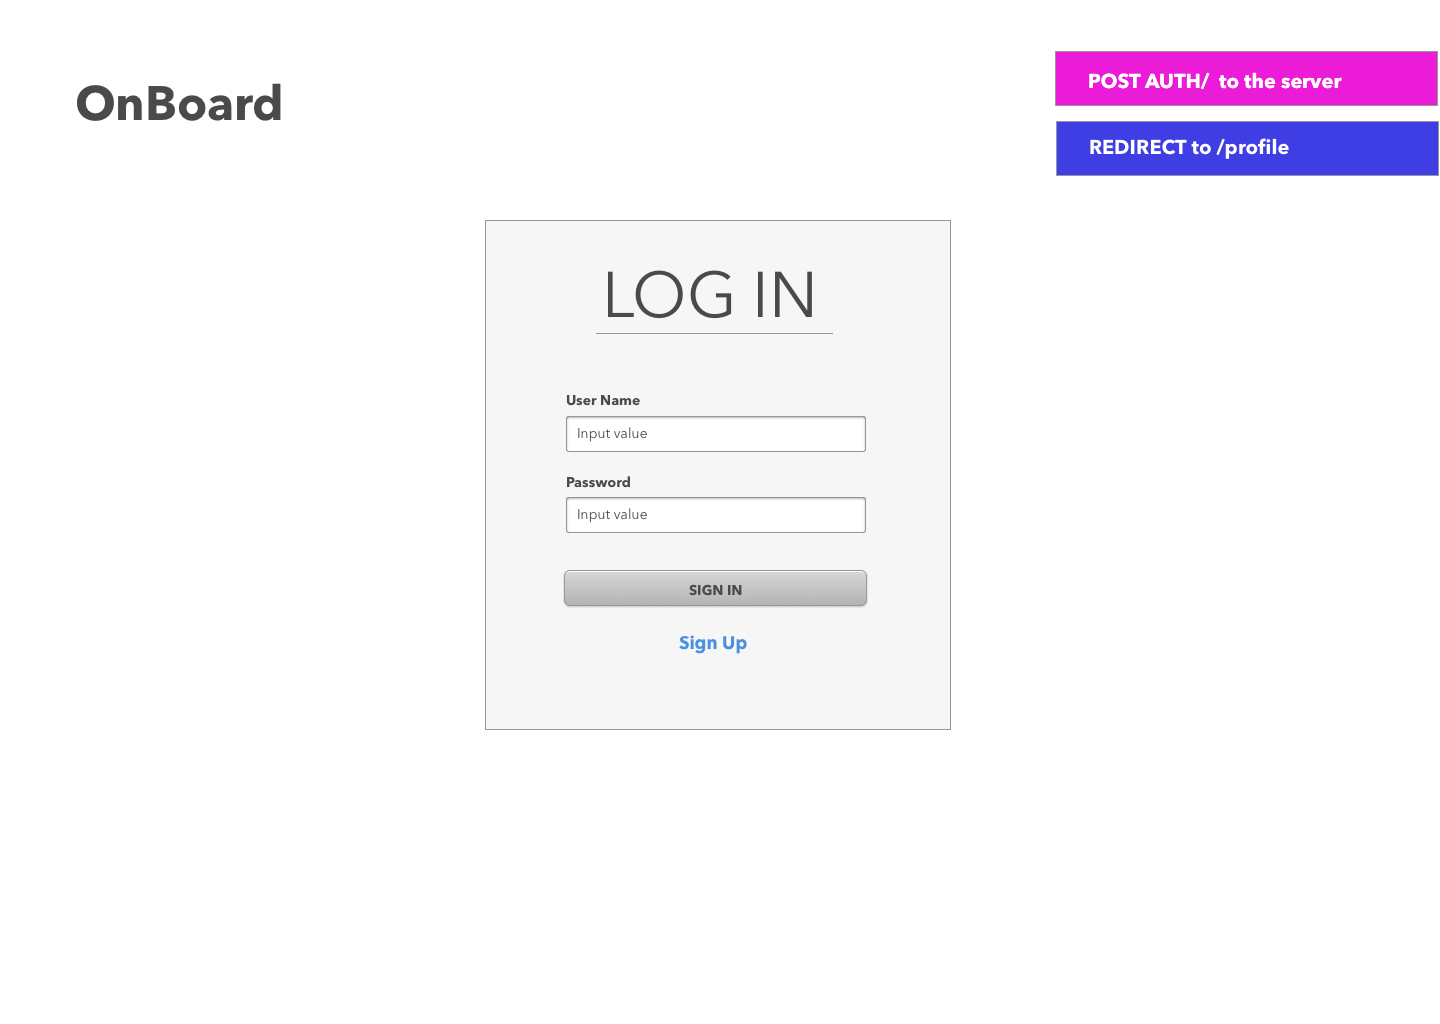 OnBoard
POST AUTH/  to the server
REDIRECT to /profile
LOG IN
User Name
Input value
Password
Input value
SIGN IN
Sign Up